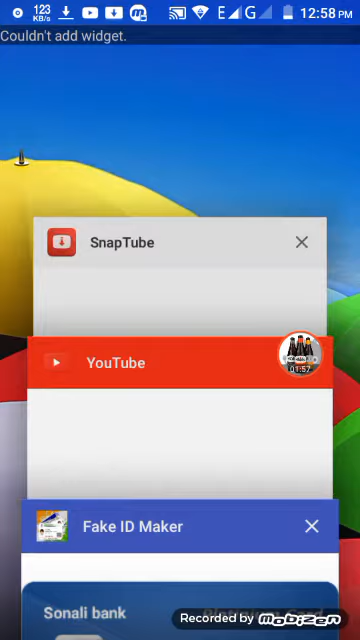 123
KB/s
E
G
12:58 PM
Couldn't add widget.
SnapTube
YouTube
01:57
Fake ID Maker
Sonali bank
Recorded by mobizen